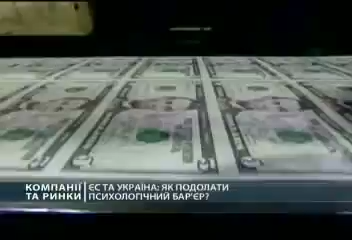 КОМПАНІЇ
ТА РИНКИ
ЄС ТА УКРАЇНА: ЯК ПОДОЛАТИ
ПСИХОЛОГІЧНИЙ БАР'ЄР?